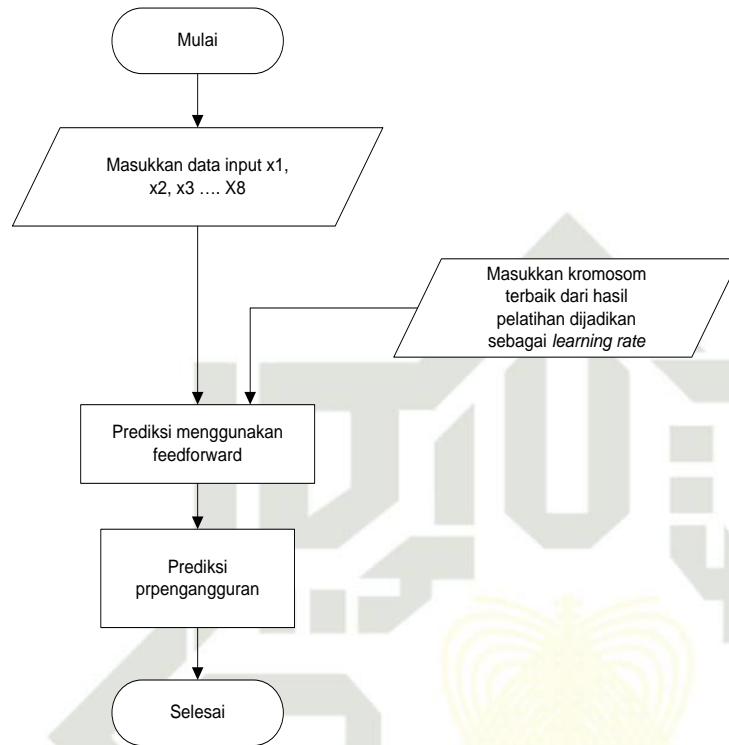 Mulai
Masukkan data input x1,
x2, x3 .... X8
Masukkan kromosom
terbaik dari hasil
pelatihan dijadikan
sebagai learning rate
Prediksi menggunakan
feedforward
Prediksi
prpengangguran
Selesai